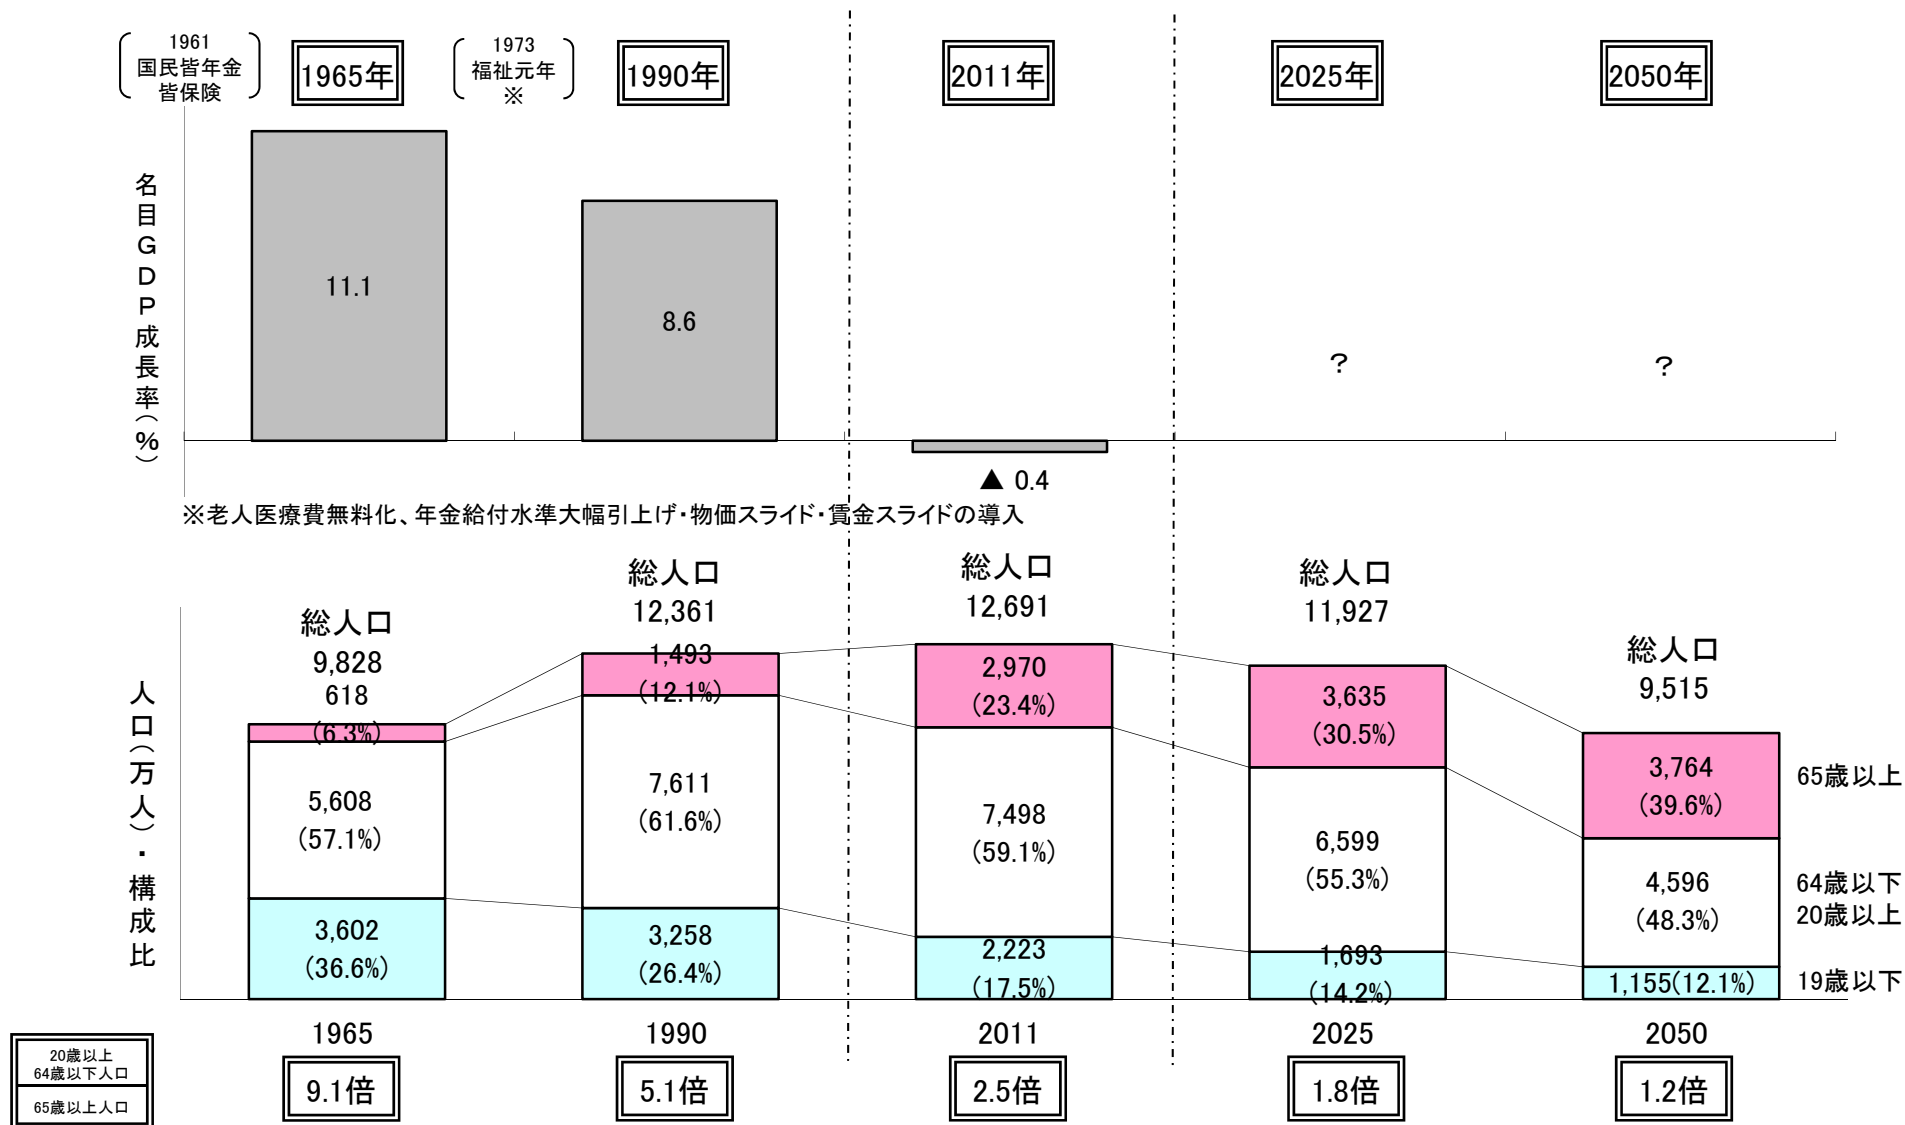 1961
国民皆年金
皆保険
1965年
1973
福祉元年
※
1990年
2011年
2025年
2050年
名目GDP成長率(%)
11.1
8.6
▲ 0.4
?
?
※老人医療費無料化、年金給付水準大幅引上げ・物価スライド・賃金スライドの導入
人口(万人)・構成比
総人口
9,828
618
(6.3%)
5,608
(57.1%)
3,602
(36.6%)
総人口
12,361
1,493
(12.1%)
7,611
(61.6%)
3,258
(26.4%)
総人口
12,691
2,970
(23.4%)
7,498
(59.1%)
2,223
(17.5%)
総人口
11,927
3,635
(30.5%)
6,599
(55.3%)
1,693
(14.2%)
総人口
9,515
3,764
(39.6%)
4,596
(48.3%)
1,155(12.1%)
65歳以上
64歳以下
20歳以上
19歳以下
1965
1990
2011
2025
2050
20歳以上
64歳以下人口
65歳以上人口
9.1倍
5.1倍
2.5倍
1.8倍
1.2倍